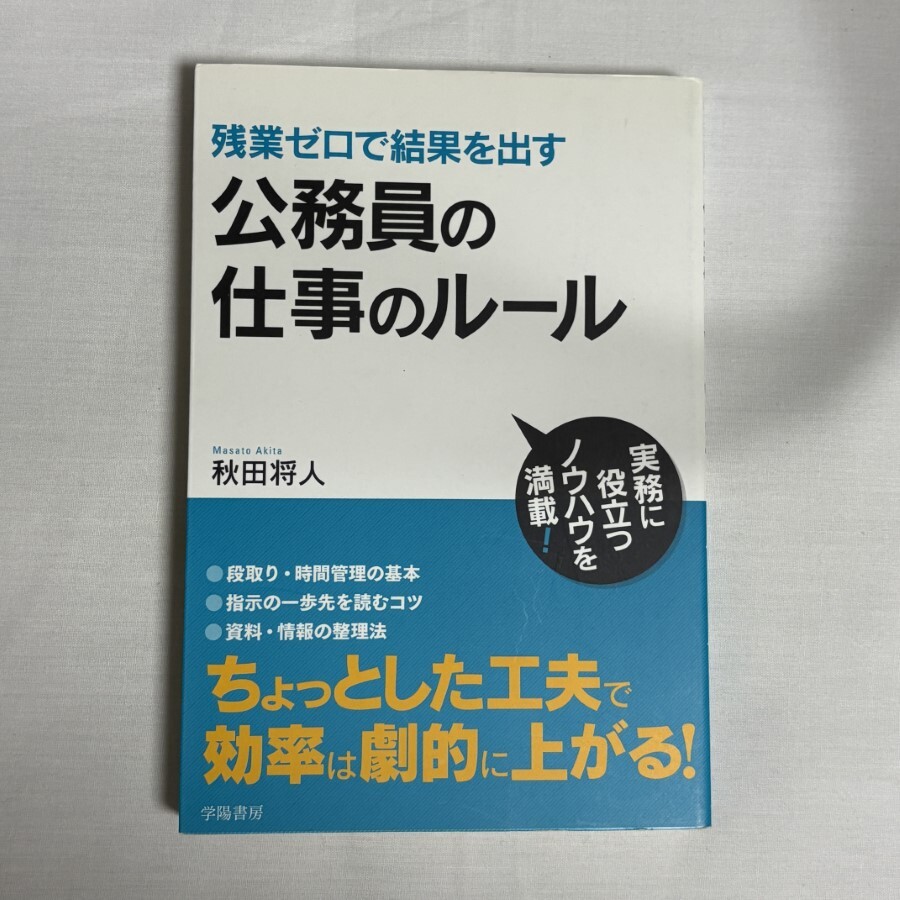 残業ゼロで結果を出す
公務員の
仕事のルール
Masato Akita
秋田将人
実務に
役立つ
ノウハウを
満載!
●段取り・時間管理の基本
●指示の一歩先を読むコツ
●資料・情報の整理法
ちょっとした工夫で
効率は劇的に上がる!
学陽書房